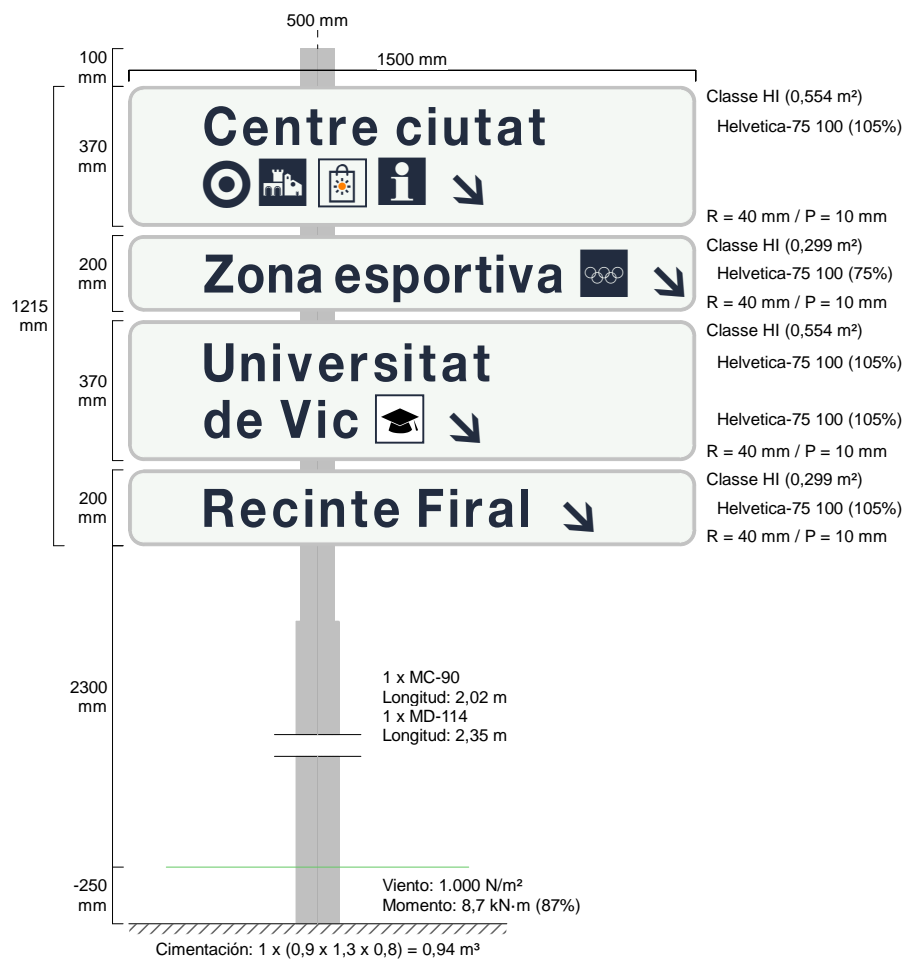 500 mm
100
mm
1500 mm
Centre ciutat
Classe HI (0,554 m²)
Helvetica-75 100 (105%)
370
mm
R = 40 mm / P = 10 mm
1215
mm
200
mm
Zona esportiva
Classe HI (0,299 m²)
Helvetica-75 100 (75%)
R = 40 mm / P = 10 mm
370
mm
Universitat
de Vic
Classe HI (0,554 m²)
Helvetica-75 100 (105%)
Helvetica-75 100 (105%)
R = 40 mm / P = 10 mm
200
mm
Recinte Firal
Classe HI (0,299 m²)
Helvetica-75 100 (105%)
R = 40 mm / P = 10 mm
2300
mm
1 x MC-90
Longitud: 2,02 m
1 x MD-114
Longitud: 2,35 m
-250
mm
Viento: 1.000 N/m²
Momento: 8,7 kN·m (87%)
Cimentación: 1 x (0,9 x 1,3 x 0,8) = 0,94 m³